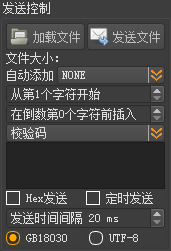 发送控制
加载文件 发送文件
文件大小:
自动添加 NONE
从第1个字符开始
在倒数第0个字符前插入
校验码
Hex发送 定时发送
发送时间间隔 20 ms
GB18030 UTF-8